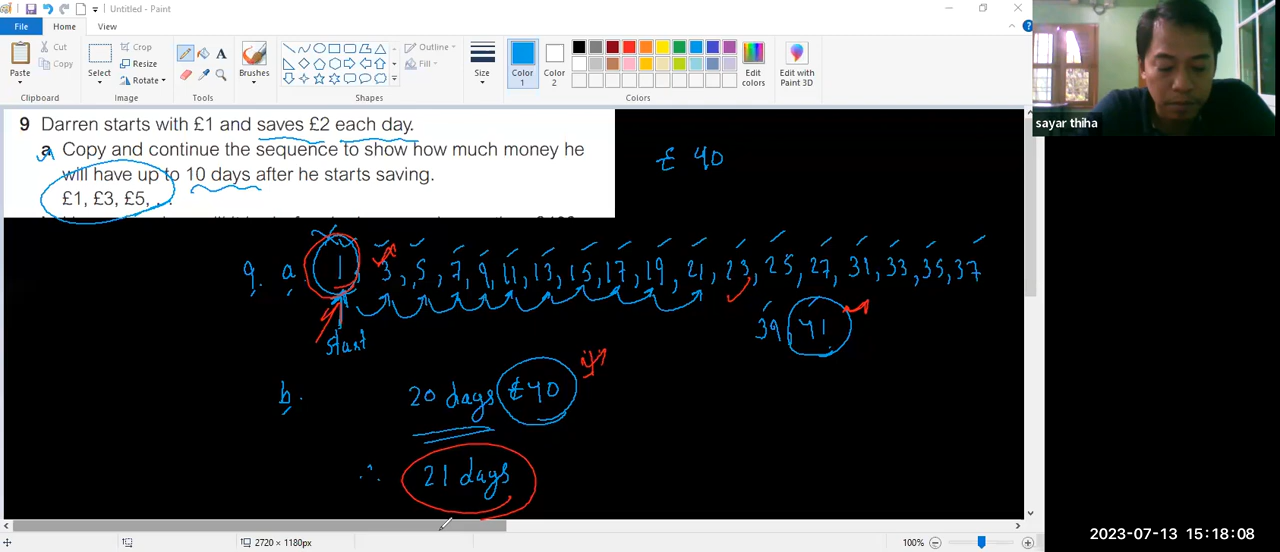 Untitled - Paint
File Home View
Paste
Cut
Copy
Clipboard
Select
Crop
Resize
Rotate
Image
Tools
Brushes
Shapes
Outline
Fill
Size
Color 1
Color 2
Edit colors
Colors
Edit with Paint 3D
sayar thiha
9 Darren starts with £1 and saves £2 each day.
a Copy and continue the sequence to show how much money he
will have up to 10 days after he starts saving.
£1, £3, £5, ...
£ 40
9. a. 1, 3, 5, 7, 9, 11, 13, 15, 17, 19, 21, 23, 25, 27, 31, 33, 35, 37
39, 41
start
b. 20 days £40
∴ 21 days
2720 × 1180px
100%
2023-07-13 15:18:08